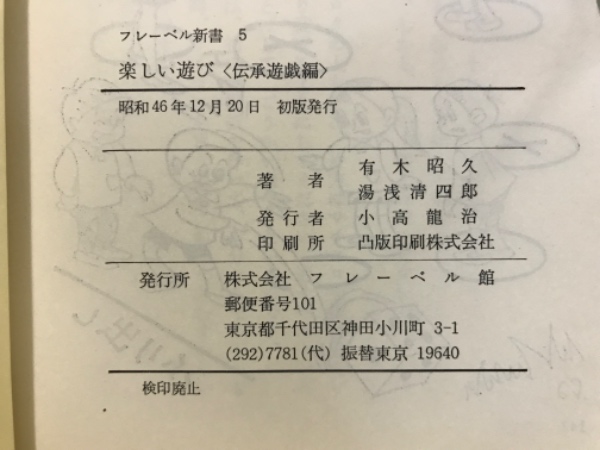 フレーベル新書 5
楽しい遊び〈伝承遊戯編〉
昭和46年12月20日 初版発行
著者 有木昭久
湯浅清四郎
発行者 小高龍治
印刷所 凸版印刷株式会社
発行所 株式会社 フレーベル館
郵便番号101
東京都千代田区神田小川町 3-1
(292)7781(代) 振替東京 19640
検印廃止